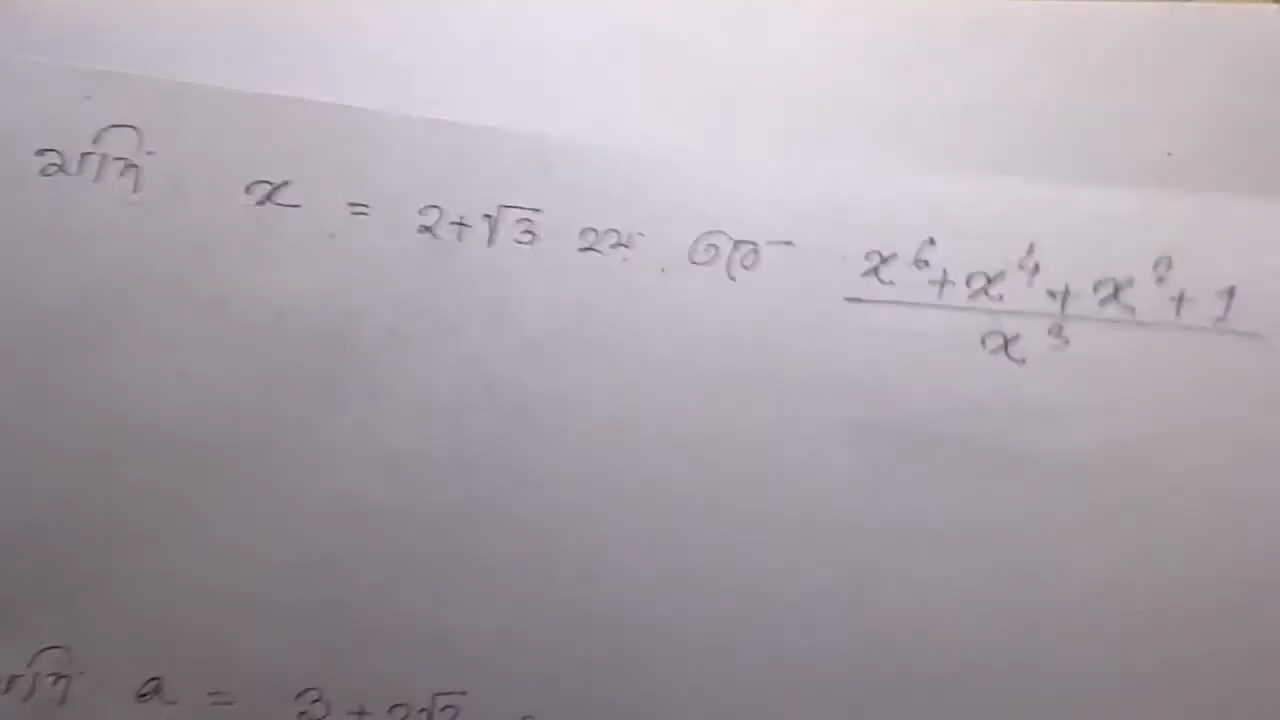 যদি x = 2+√3 হয়. তবে x⁶+x⁴+x²+1 / x³
যদি a = 3+2√2